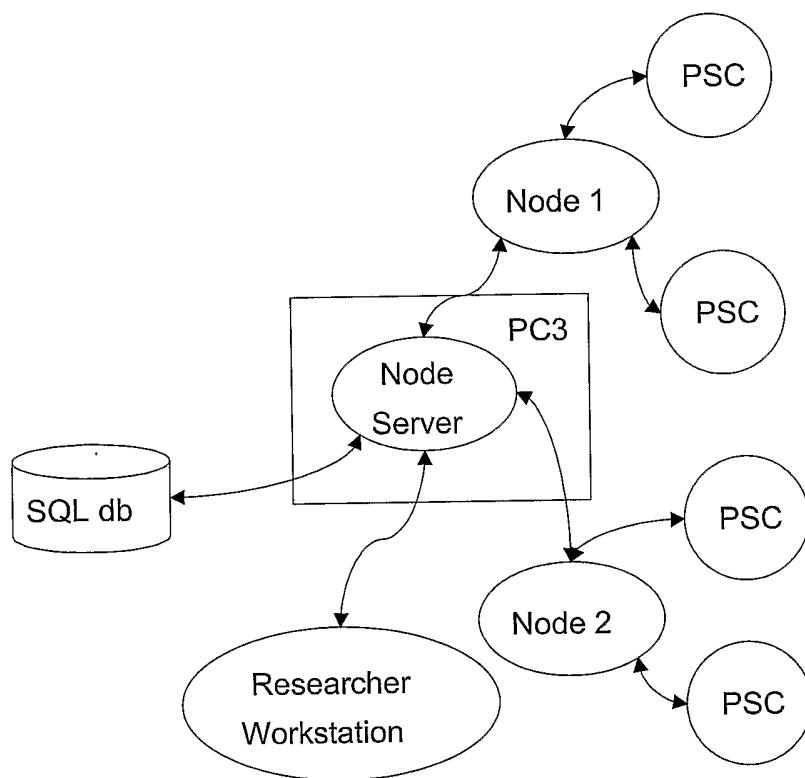 PSC
Node 1
PSC
PC3
Node
Server
SQL db
PSC
Node 2
Researcher
Workstation
PSC